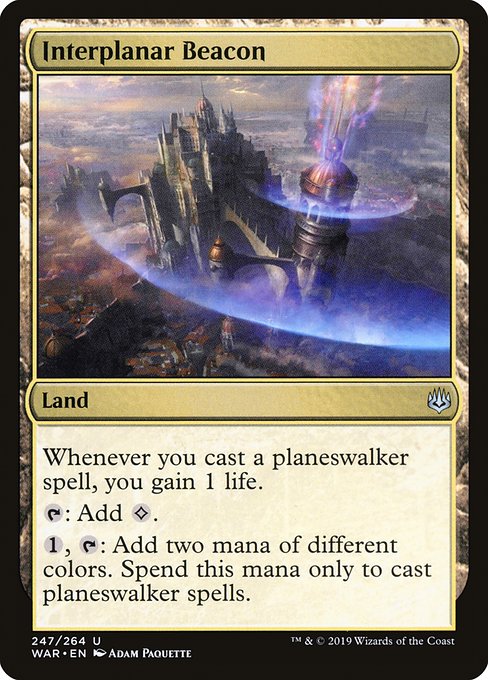 Interplanar Beacon
Land
Whenever you cast a planeswalker
spell, you gain 1 life.
: Add .
1, : Add two mana of different
colors. Spend this mana only to cast
planeswalker spells.
247/264 U
WAR • EN Adam Paquette
™ & © 2019 Wizards of the Coast